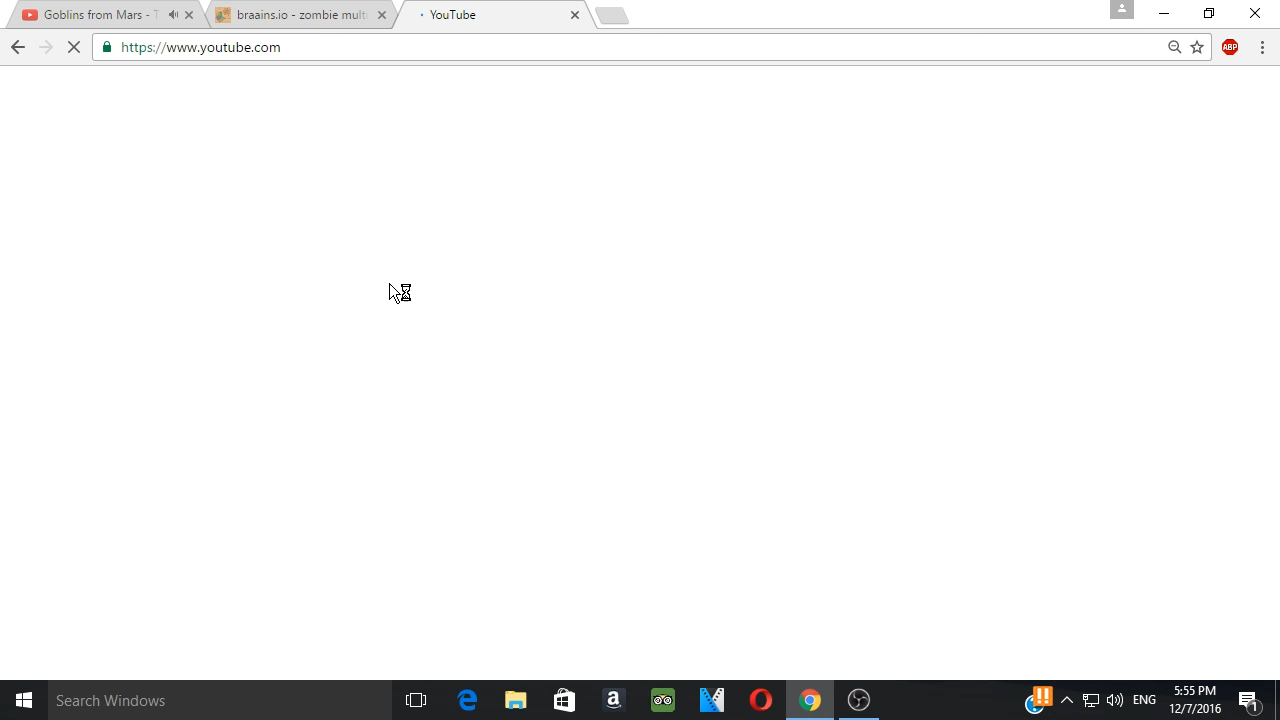 Goblins from Mars - T
braains.io - zombie mult
YouTube
https://www.youtube.com
ABP
Search Windows
a
ENG
5:55 PM
12/7/2016
1